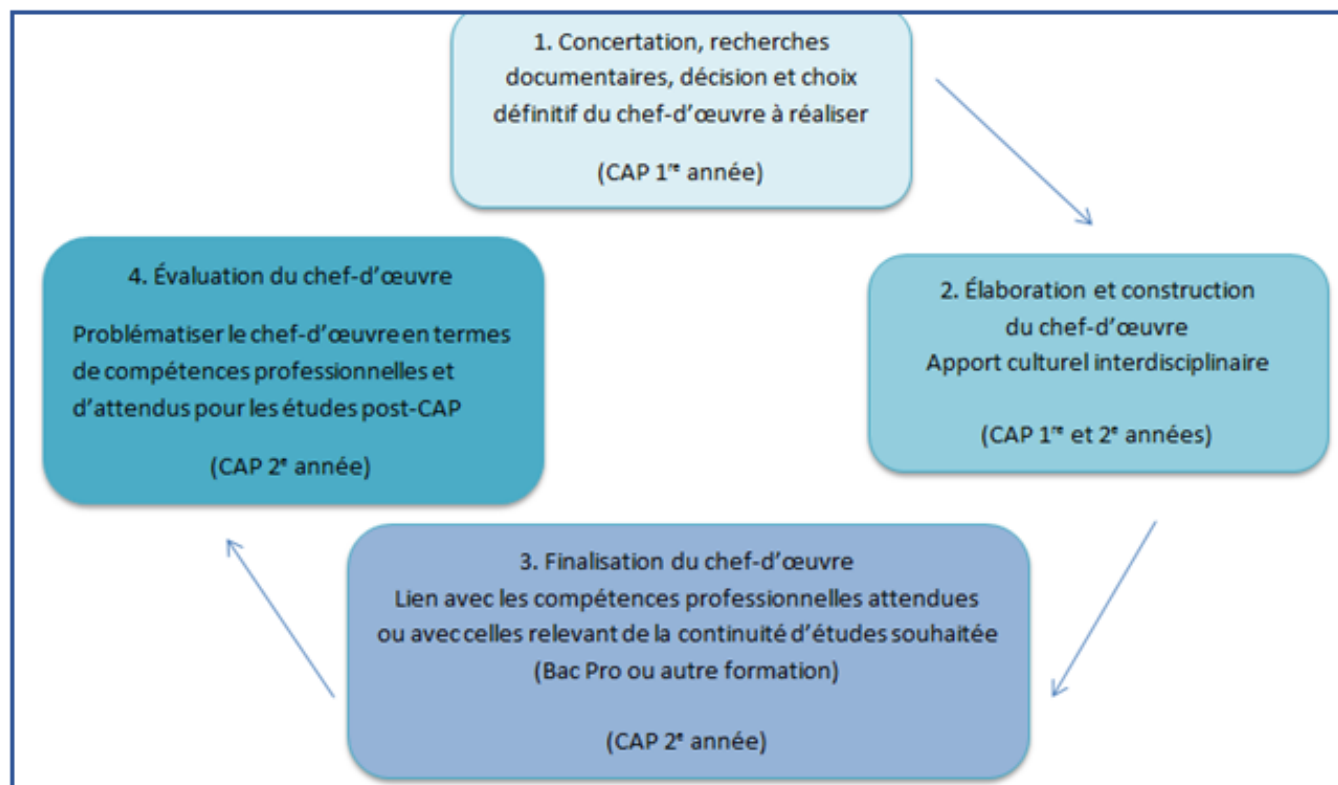 1. Concertation, recherches
documentaires, décision et choix
définitif du chef-d’œuvre à réaliser
(CAP 1re année)
2. Élaboration et construction
du chef-d’œuvre
Apport culturel interdisciplinaire
(CAP 1re et 2e années)
3. Finalisation du chef-d’œuvre
Lien avec les compétences professionnelles attendues
ou avec celles relevant de la continuité d’études souhaitée
(Bac Pro ou autre formation)
(CAP 2e année)
4. Évaluation du chef-d’œuvre
Problématiser le chef-d’œuvre en termes
de compétences professionnelles et
d’attendus pour les études post-CAP
(CAP 2e année)